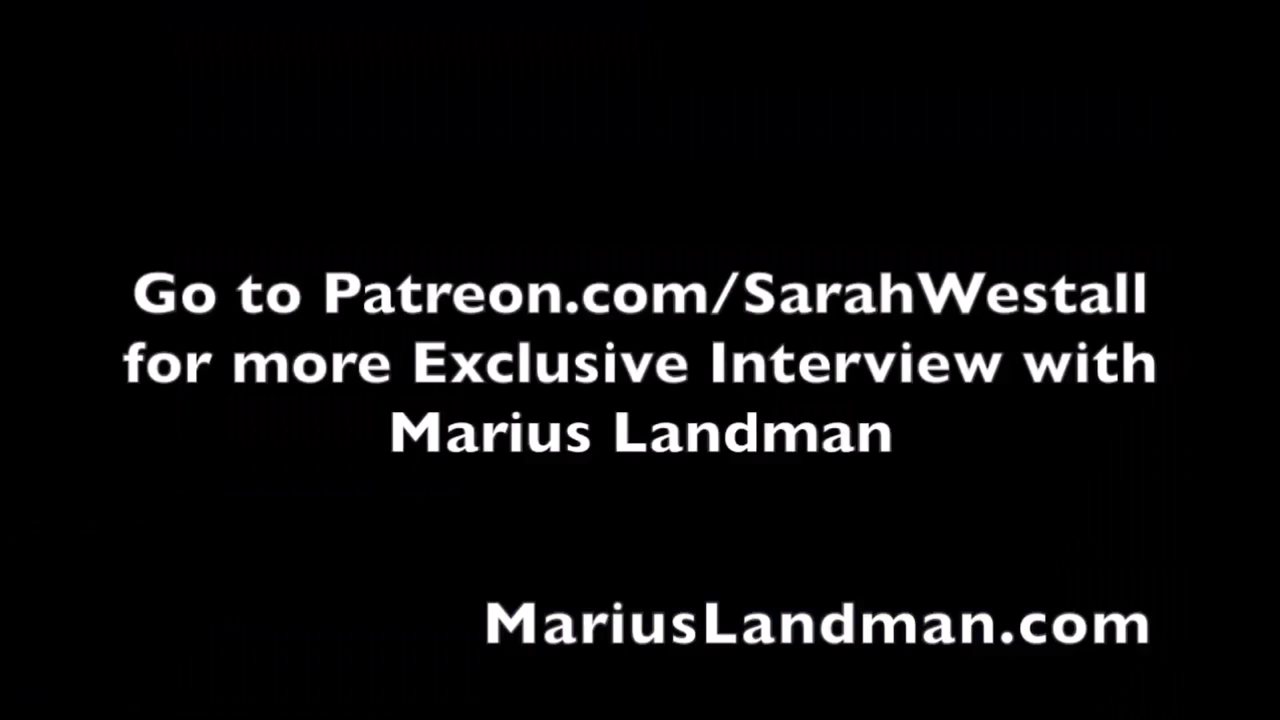 Go to Patreon.com/SarahWestall
for more Exclusive Interview with
Marius Landman
MariusLandman.com